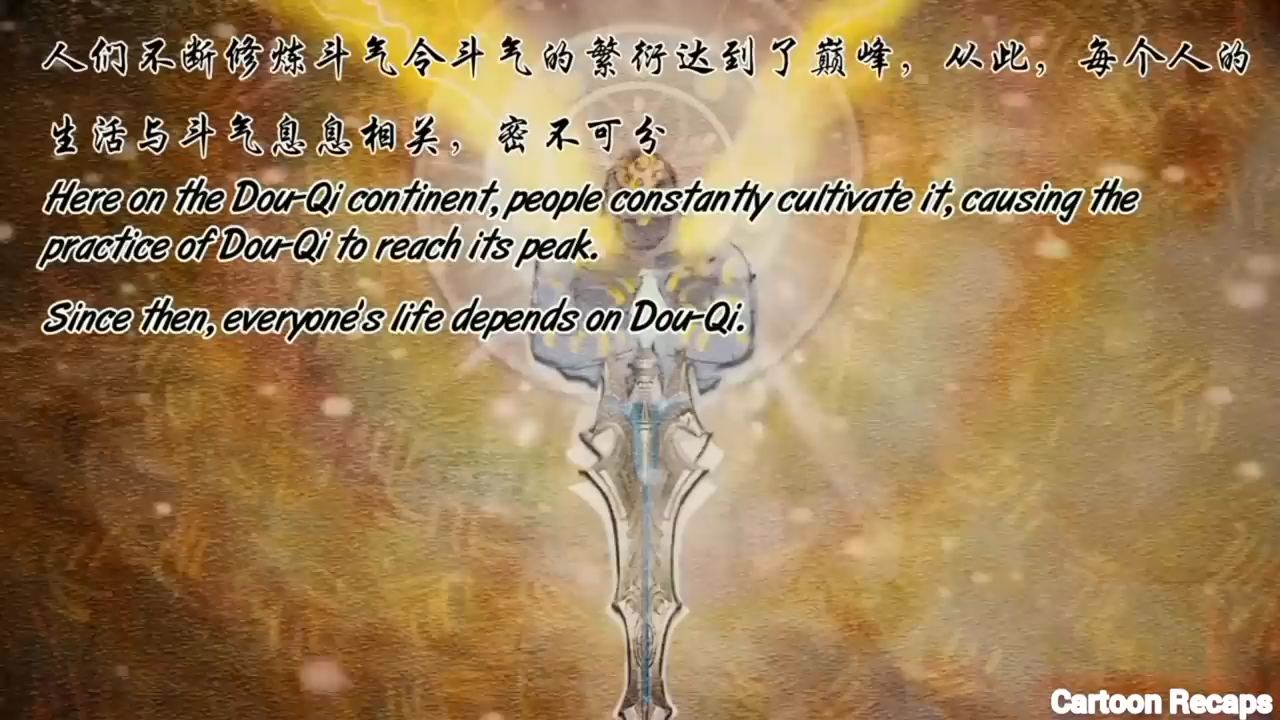 人们不断修炼斗气令斗气的繁衍达到了巅峰，从此，每个人的
生活与斗气息息相关，密不可分
Here on the Dou-Qi continent, people constantly cultivate it, causing the
practice of Dou-Qi to reach its peak.
Since then, everyone's life depends on Dou-Qi.
Cartoon Recaps